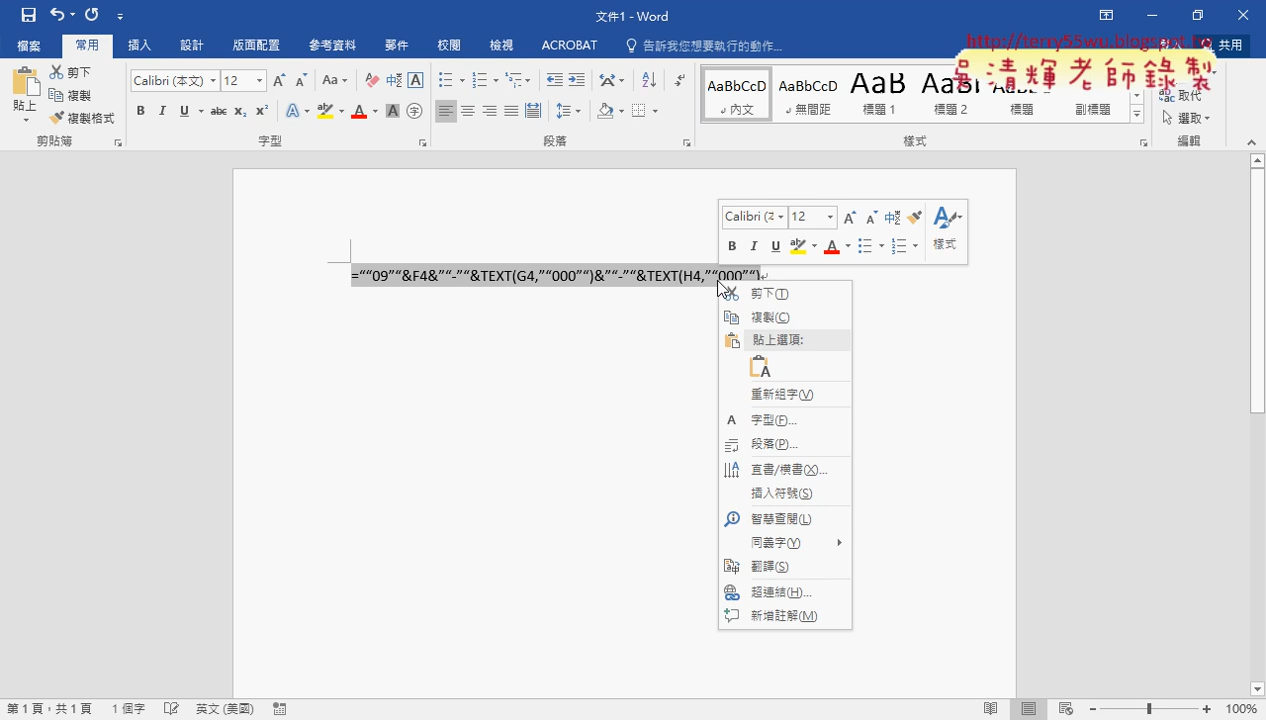 文件1 - Word
http://terry55wu.blogspot
吳清輝老師錄製
檔案 常用 插入 設計 版面配置 參考資料 郵件 校閱 檢視 ACROBAT 告訴我您想要執行的動作... 共用
貼上 剪下 複製 複製格式
Calibri (本文) 12
B I U abc x₂ x²
AaBbCcD AaBbCcD AaB
內文 無間距 標題 1 標題 2 標題 副標題
取代
選取
剪貼簿 字型 段落 樣式 編輯
Calibri (本 12
B I U 樣式
=““09”“&F4&”“-”“&TEXT(G4,”“000”“)&”“-”“&TEXT(H4,”“000”“)
剪下(T)
複製(C)
貼上選項:
重新組字(V)
字型(F)...
段落(P)...
直書/橫書(X)...
插入符號(S)
智慧查閱(L)
同義字(Y)
翻譯(S)
超連結(H)...
新增註解(M)
第 1 頁，共 1 頁 1 個字 英文 (美國) 100%